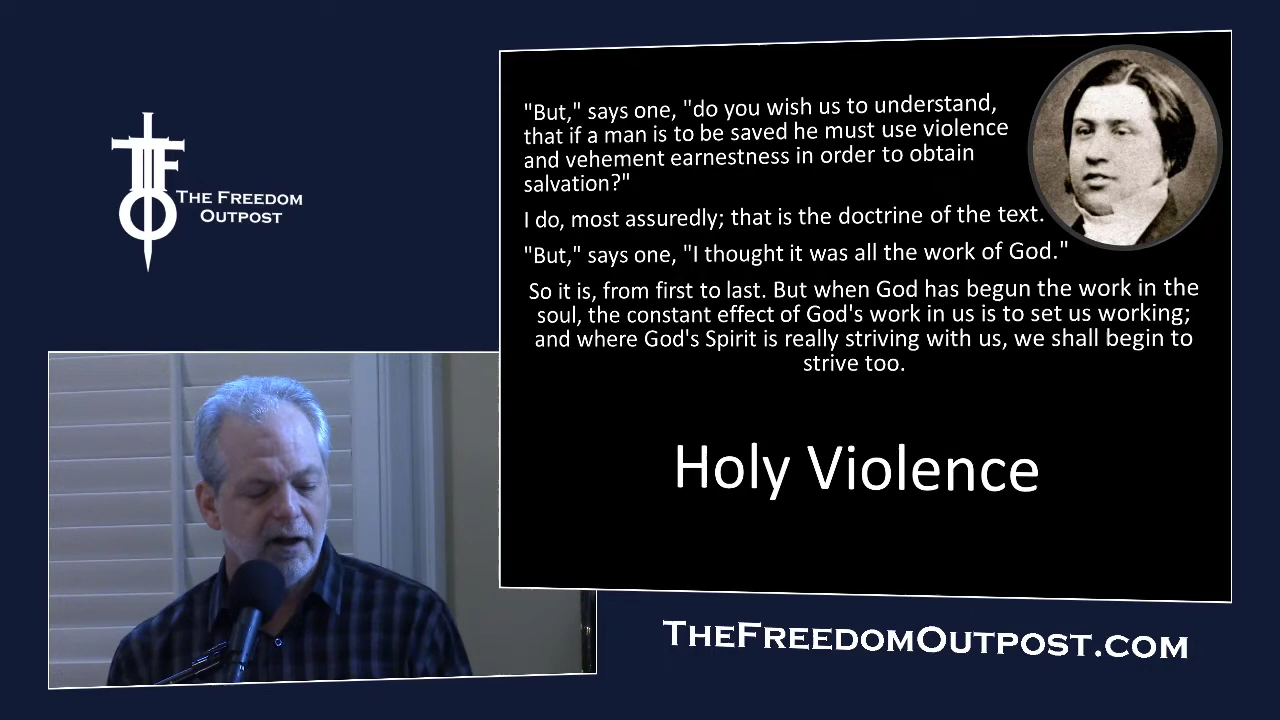 TFO
THE FREEDOM
OUTPOST
"But," says one, "do you wish us to understand,
that if a man is to be saved he must use violence
and vehement earnestness in order to obtain
salvation?"
I do, most assuredly; that is the doctrine of the text.
"But," says one, "I thought it was all the work of God."
So it is, from first to last. But when God has begun the work in the
soul, the constant effect of God's work in us is to set us working;
and where God's Spirit is really striving with us, we shall begin to
strive too.
Holy Violence
THEFREEDOMOUTPOST.COM